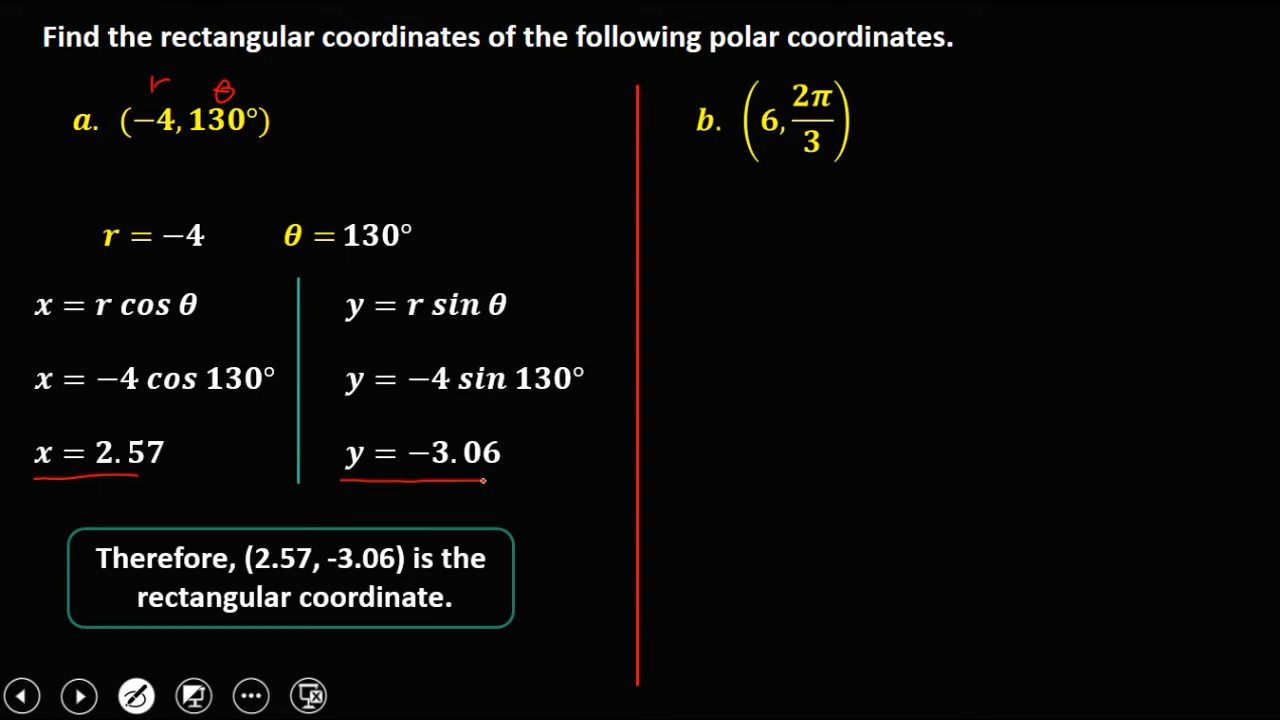 Find the rectangular coordinates of the following polar coordinates.
r θ
a. (−4, 130°)
r = −4 θ = 130°
x = r cos θ
x = −4 cos 130°
x = 2.57
y = r sin θ
y = −4 sin 130°
y = −3.06
Therefore, (2.57, -3.06) is the
rectangular coordinate.
b. (6, 2π/3)